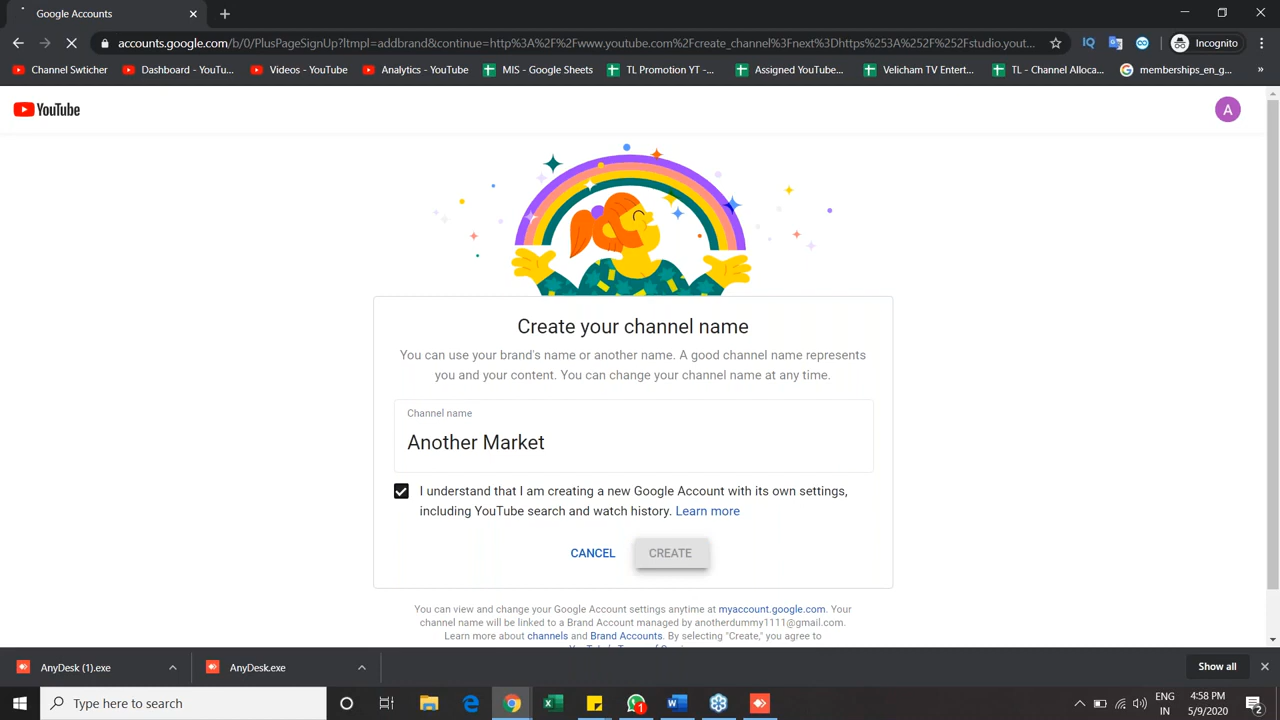 Google Accounts
accounts.google.com/b/0/PlusPageSignUp?ltmpl=addbrand&continue=http%3A%2F%2Fwww.youtube.com%2Fcreate_channel%3Fnext%3Dhttps%253A%252F%252Fstudio.yout...
Incognito
Channel Swticher
Dashboard - YouTu...
Videos - YouTube
Analytics - YouTube
MIS - Google Sheets
TL Promotion YT -...
Assigned YouTube...
Velicham TV Entert...
TL - Channel Alloca...
memberships_en_g...
»
YouTube
A
Create your channel name
You can use your brand's name or another name. A good channel name represents
you and your content. You can change your channel name at any time.
Channel name
Another Market
I understand that I am creating a new Google Account with its own settings,
including YouTube search and watch history. Learn more
CANCEL CREATE
You can view and change your Google Account settings anytime at myaccount.google.com. Your
channel name will be linked to a Brand Account managed by anotherdummy1111@gmail.com.
Learn more about channels and Brand Accounts. By selecting "Create," you agree to
AnyDesk (1).exe
AnyDesk.exe
Show all
Type here to search
1
ENG
IN
4:58 PM
5/9/2020
2